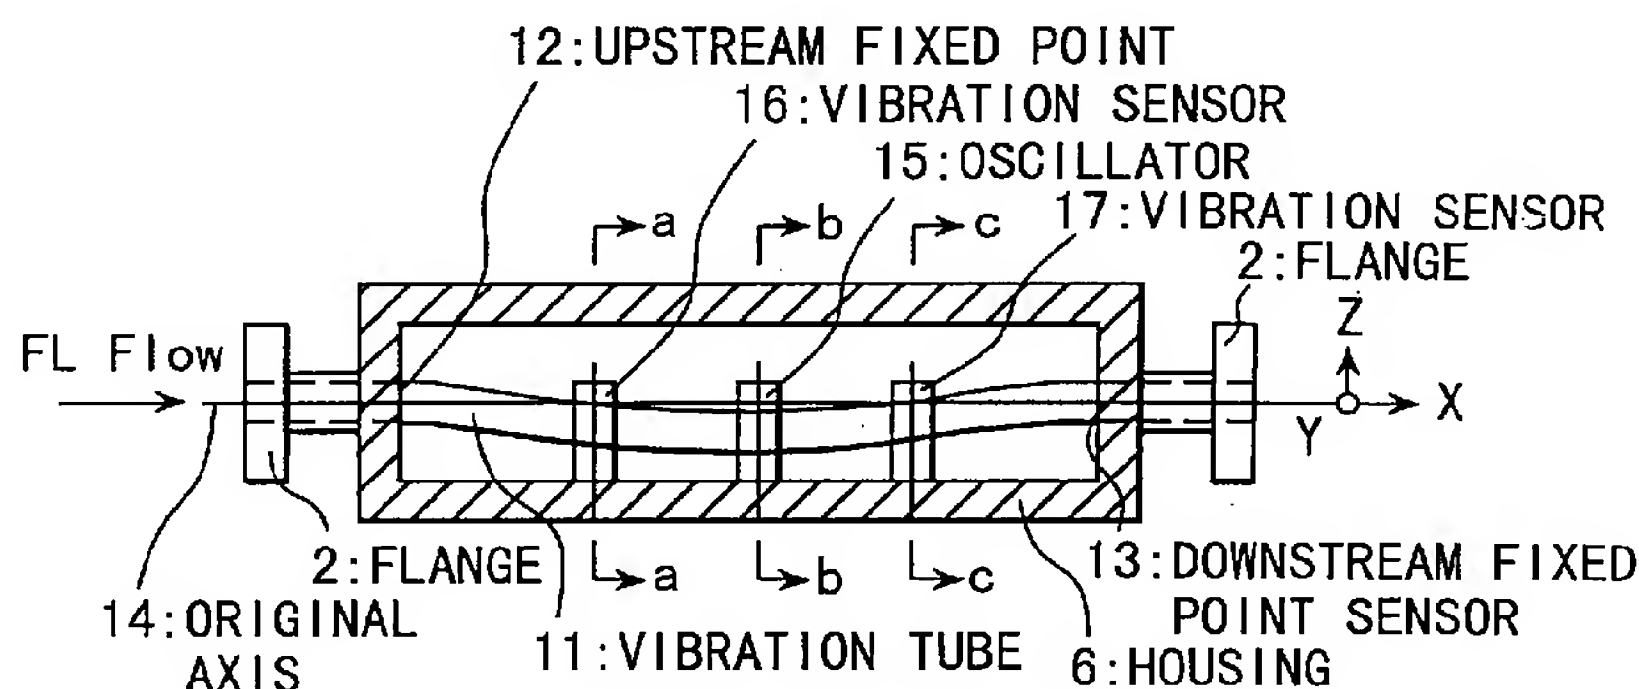 12:UPSTREAM FIXED POINT
16:VIBRATION SENSOR
15:OSCILLATOR
17:VIBRATION SENSOR
2:FLANGE
a
b
c
Z
FL Flow
X
Y
2:FLANGE
a
b
c
13:DOWNSTREAM FIXED
POINT SENSOR
14:ORIGINAL
AXIS
11:VIBRATION TUBE
6:HOUSING